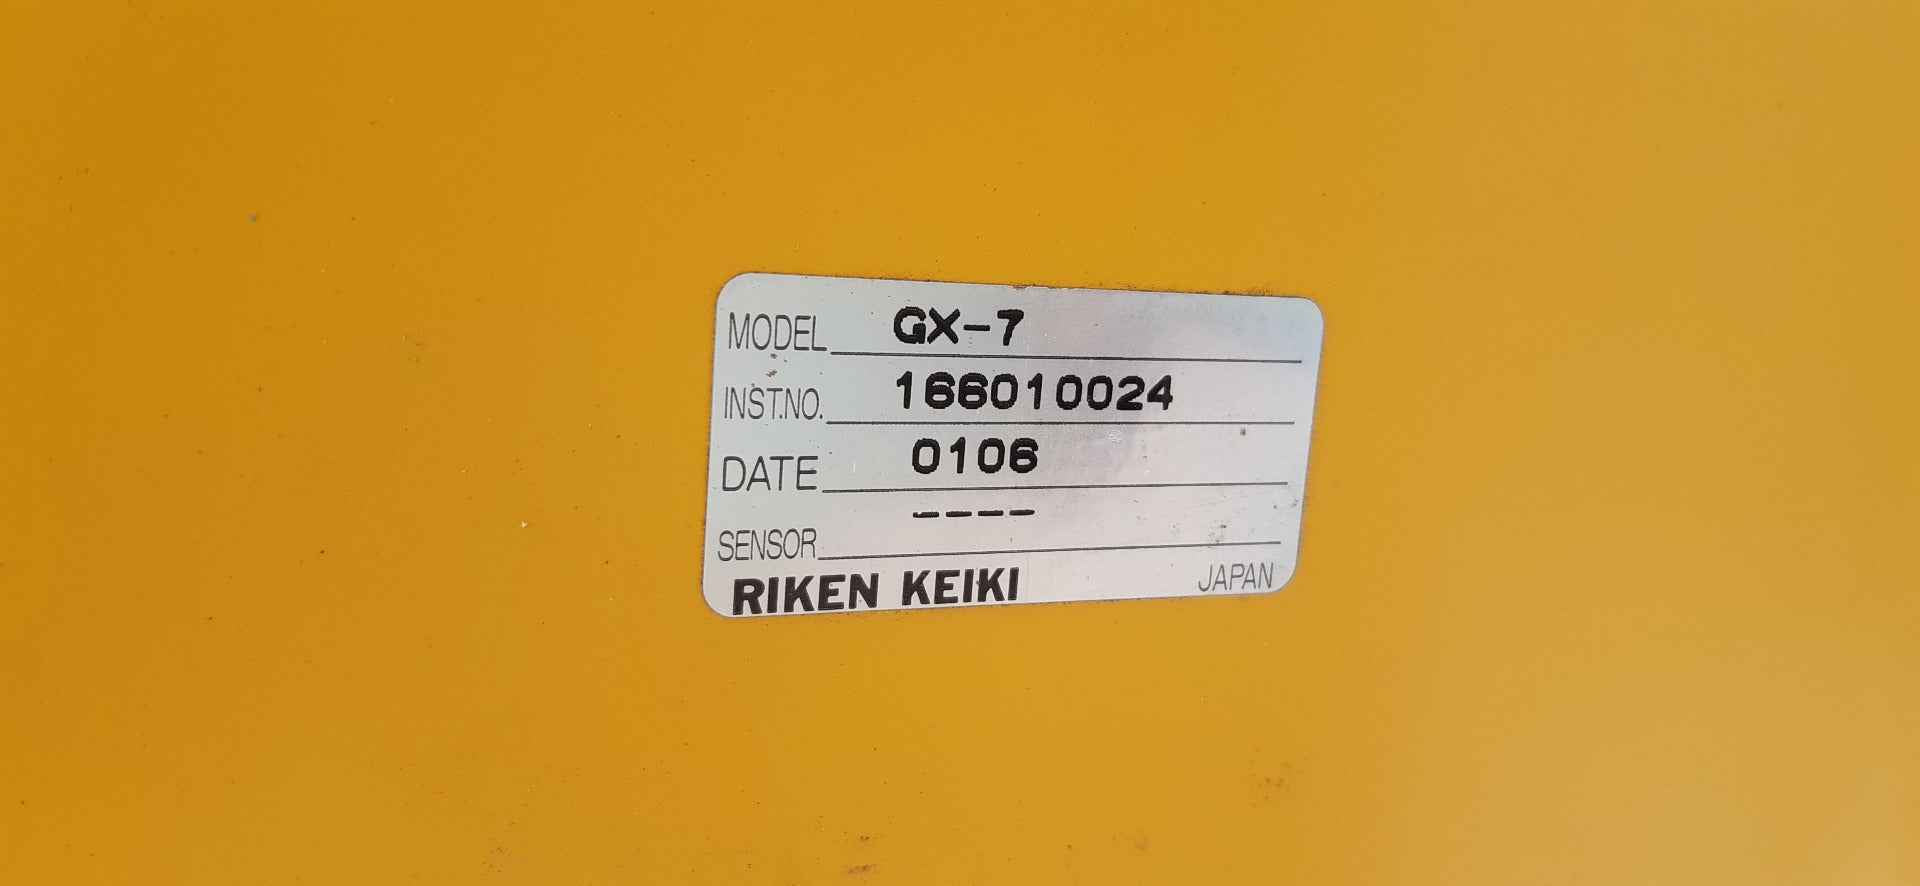 MODEL GX-7
INST.NO. 166010024
DATE 0106
SENSOR ----
RIKEN KEIKI JAPAN